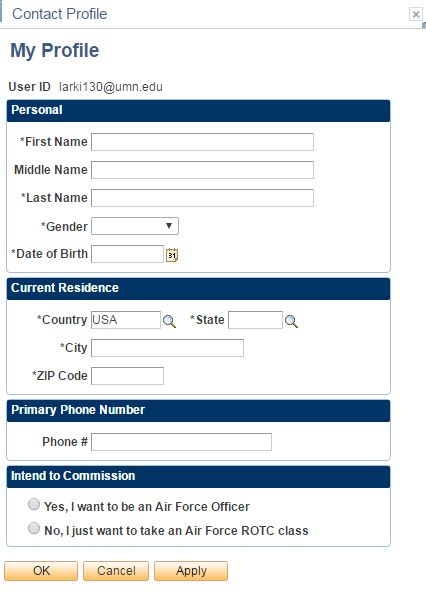 Contact Profile
My Profile
User ID larki130@umn.edu
Personal
*First Name
Middle Name
*Last Name
*Gender
*Date of Birth 31
Current Residence
*Country USA *State
*City
*ZIP Code
Primary Phone Number
Phone #
Intend to Commission
Yes, I want to be an Air Force Officer
No, I just want to take an Air Force ROTC class
OK Cancel Apply